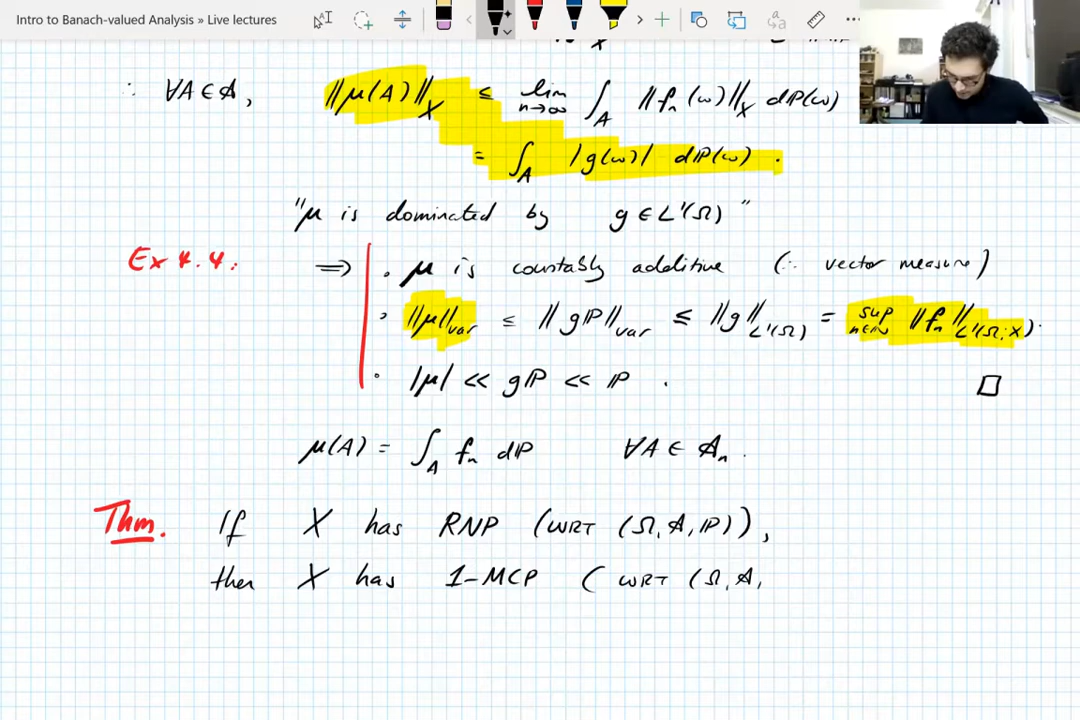 Intro to Banach-valued Analysis » Live lectures
∴ ∀A∈𝒜, ‖μ(A)‖_X ≤ lim_{n→∞} ∫_A ‖f_n(ω)‖_X dℙ(ω)
= ∫_A |g(ω)| dℙ(ω).
"μ is dominated by g ∈ L¹(Ω)"
Ex 4.4: ⟹ • μ is countably additive (∴ vector measure)
• ‖μ‖_var ≤ ‖gℙ‖_var ≤ ‖g‖_{L¹(Ω)} = sup_{n∈ℕ} ‖f_n‖_{L¹(Ω;X)}.
• |μ| << gℙ << ℙ. □
μ(A) = ∫_A f_n dℙ ∀A ∈ 𝒜_n.
Thm. If X has RNP (WRT (Ω, 𝒜, ℙ)),
then X has 1-MCP (WRT (Ω, 𝒜,